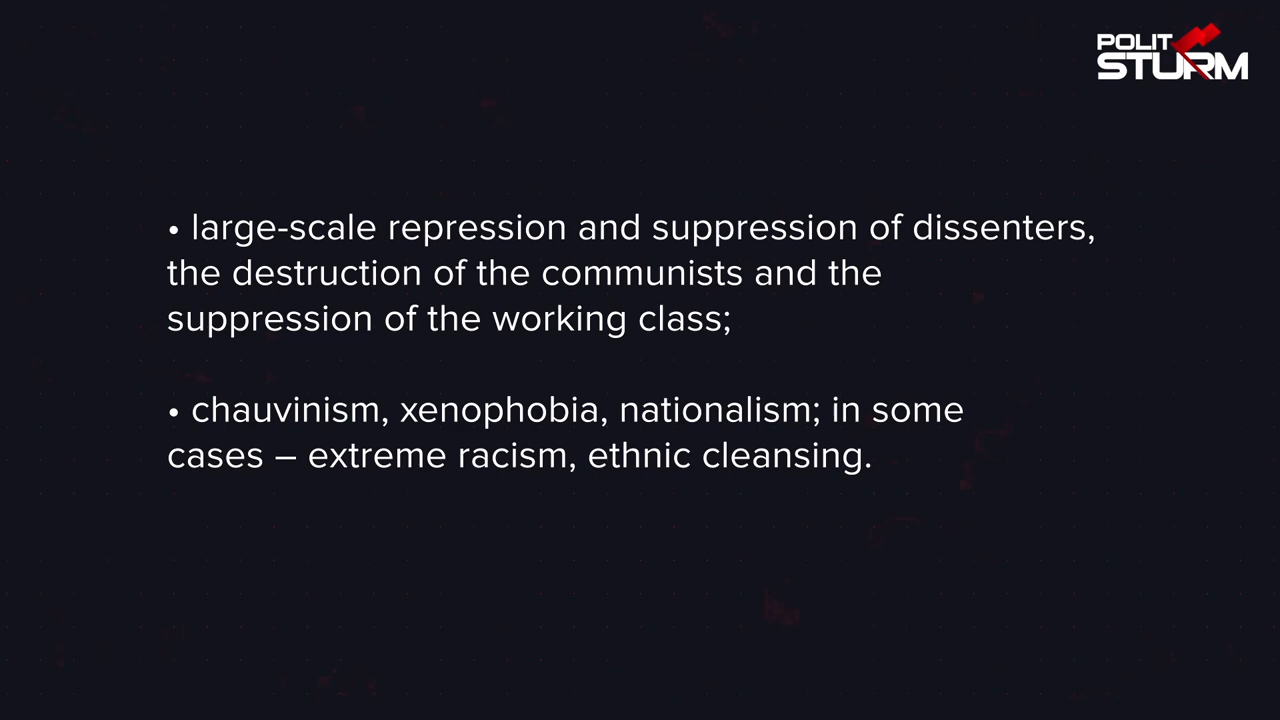 POLIT
STURM
• large-scale repression and suppression of dissenters,
the destruction of the communists and the
suppression of the working class;
• chauvinism, xenophobia, nationalism; in some
cases – extreme racism, ethnic cleansing.